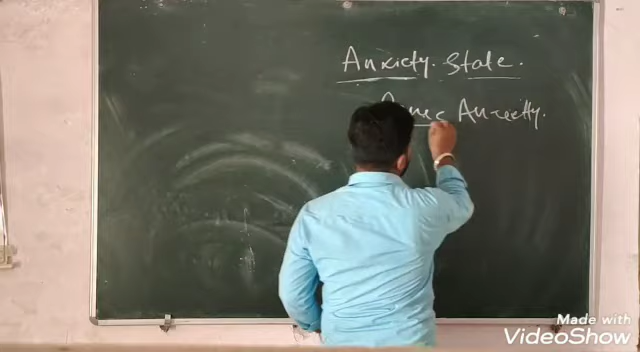 Anxiety. State.
Anxiety.
Made with
VideoShow